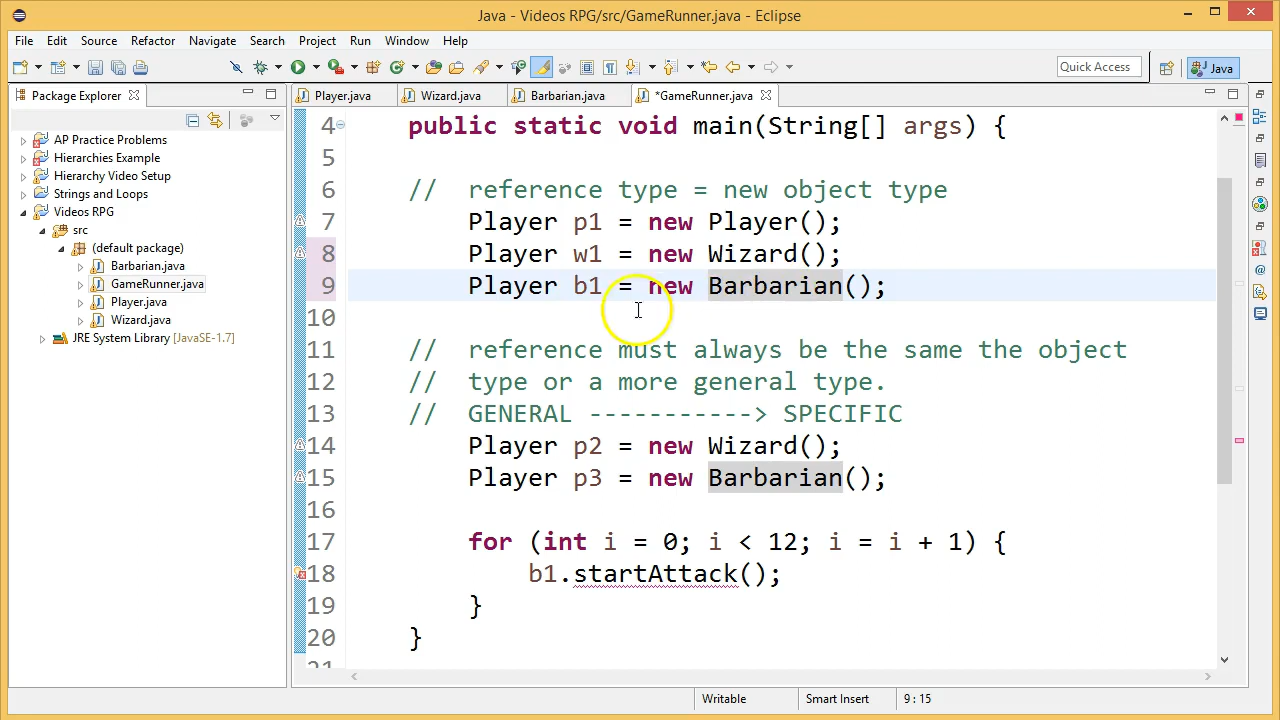 Java - Videos RPG/src/GameRunner.java - Eclipse
File Edit Source Refactor Navigate Search Project Run Window Help
Quick Access
Java
Package Explorer
Player.java
Wizard.java
Barbarian.java
*GameRunner.java
AP Practice Problems
Hierarchies Example
Hierarchy Video Setup
Strings and Loops
Videos RPG
src
(default package)
Barbarian.java
GameRunner.java
Player.java
Wizard.java
JRE System Library [JavaSE-1.7]
4 public static void main(String[] args) {
5
6 // reference type = new object type
7 Player p1 = new Player();
8 Player w1 = new Wizard();
9 Player b1 = new Barbarian();
10
11 // reference must always be the same the object
12 // type or a more general type.
13 // GENERAL -----------> SPECIFIC
14 Player p2 = new Wizard();
15 Player p3 = new Barbarian();
16
17 for (int i = 0; i < 12; i = i + 1) {
18 b1.startAttack();
19 }
20 }
21
Writable
Smart Insert
9 : 15